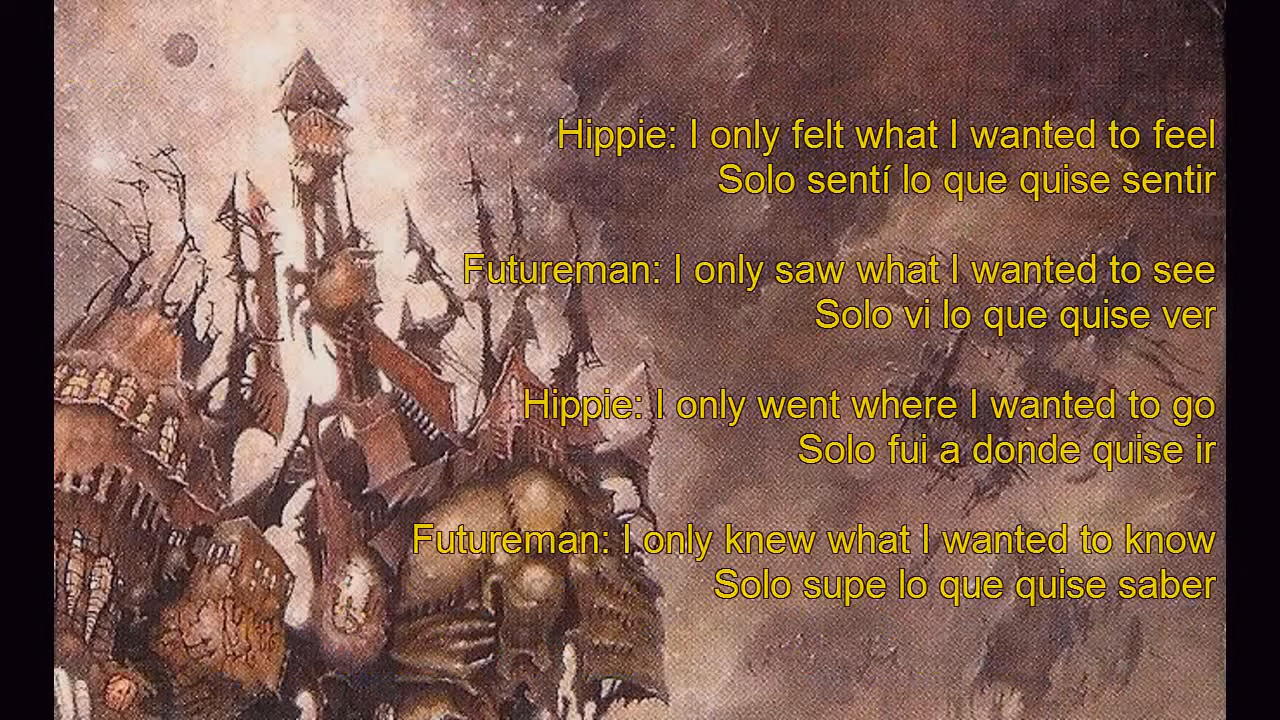 Hippie: I only felt what I wanted to feel
Solo sentí lo que quise sentir
Futureman: I only saw what I wanted to see
Solo vi lo que quise ver
Hippie: I only went where I wanted to go
Solo fui a donde quise ir
Futureman: I only knew what I wanted to know
Solo supe lo que quise saber